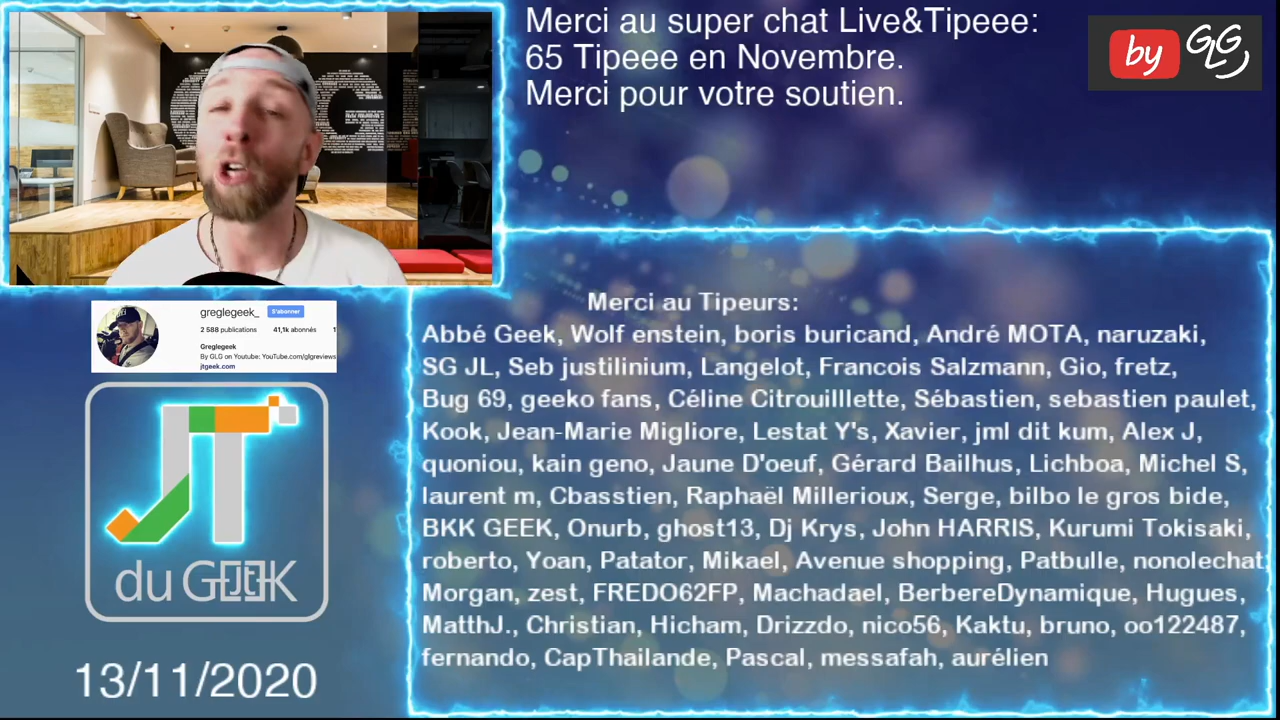 Merci au super chat Live&Tipeee:
65 Tipeee en Novembre.
Merci pour votre soutien.
by GLG
greglegeek_ S'abonner
2 588 publications 41,1k abonnés 1
Greglegeek
By GLG on Youtube: YouTube.com/glgreviews
jtgeek.com
JT
du GEEK
13/11/2020
Merci au Tipeurs:
Abbé Geek, Wolf enstein, boris buricand, André MOTA, naruzaki,
SG JL, Seb justilinium, Langelot, Francois Salzmann, Gio, fretz,
Bug 69, geeko fans, Céline Citrouilllette, Sébastien, sebastien paulet,
Kook, Jean-Marie Migliore, Lestat Y's, Xavier, jml dit kum, Alex J,
quoniou, kain geno, Jaune D'oeuf, Gérard Bailhus, Lichboa, Michel S,
laurent m, Cbasstien, Raphaël Millerioux, Serge, bilbo le gros bide,
BKK GEEK, Onurb, ghost13, Dj Krys, John HARRIS, Kurumi Tokisaki,
roberto, Yoan, Patator, Mikael, Avenue shopping, Patbulle, nonolechat,
Morgan, zest, FREDO62FP, Machadael, BerbereDynamique, Hugues,
MatthJ., Christian, Hicham, Drizzdo, nico56, Kaktu, bruno, oo122487,
fernando, CapThailande, Pascal, messafah, aurélien